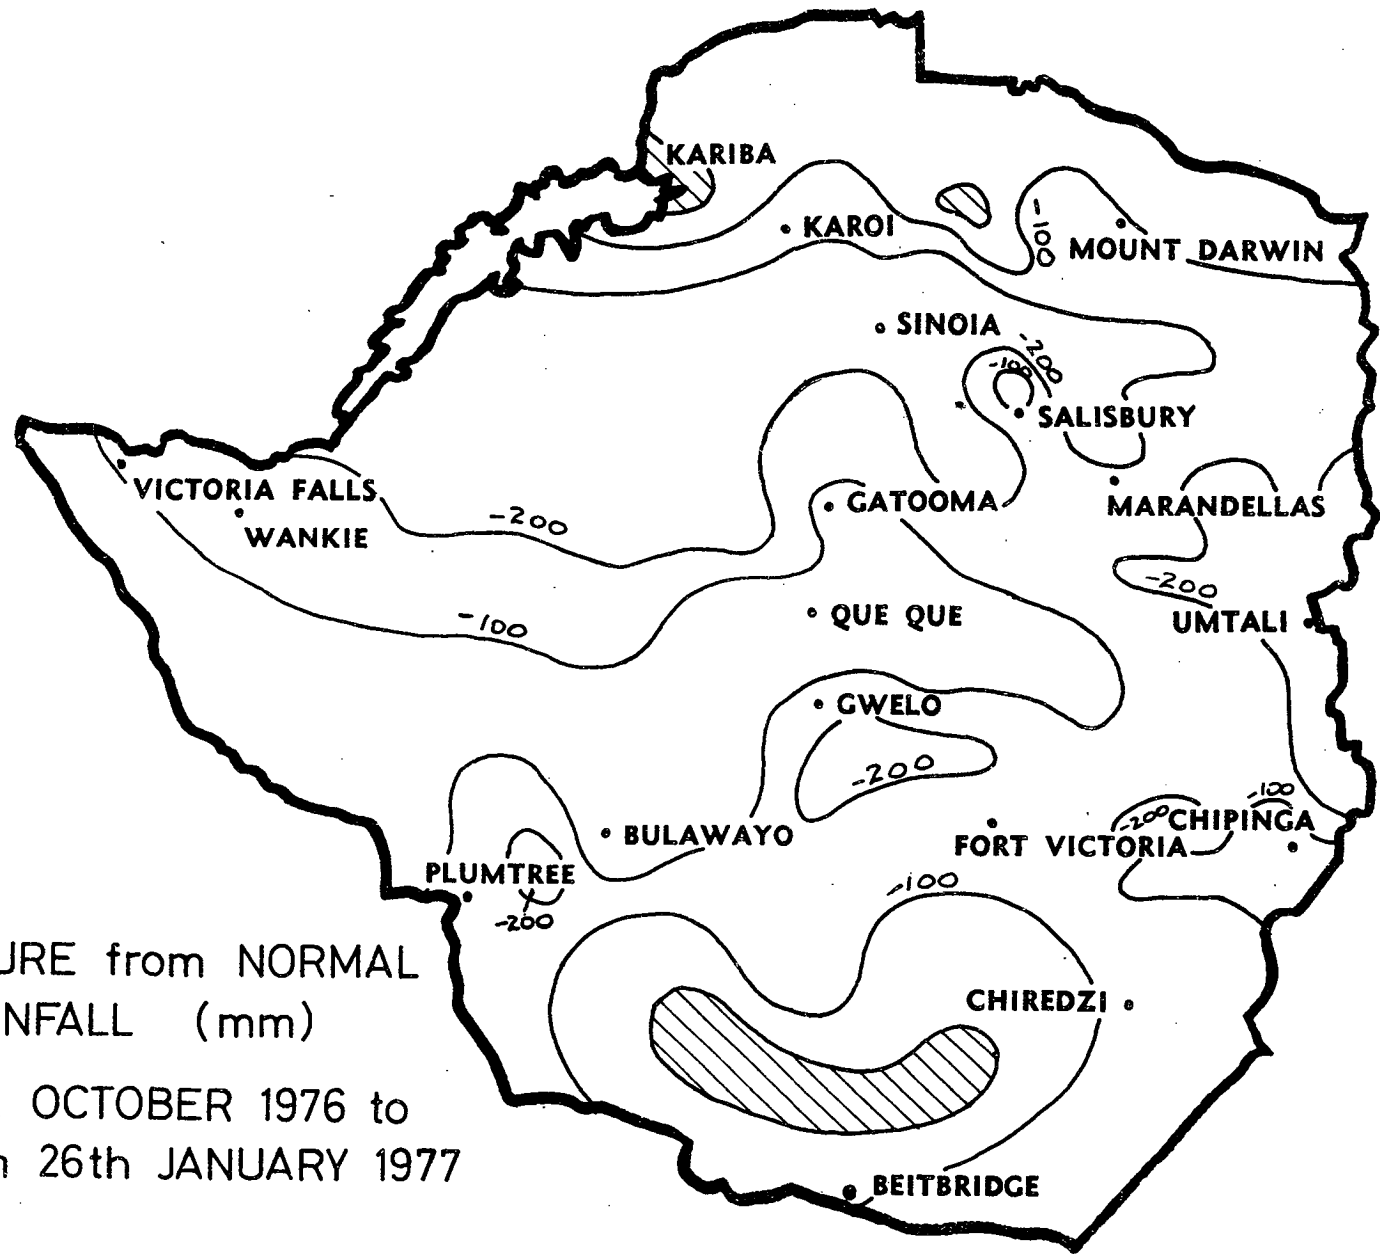 KARIBA
KAROI
-100
MOUNT DARWIN
SINOIA
-200
-100
SALISBURY
VICTORIA FALLS
WANKIE
-200
GATOOMA
MARANDELLAS
-200
-100
QUE QUE
UMTALI
GWELO
-200
-100
-200
CHIPINGA
BULAWAYO
FORT VICTORIA
PLUMTREE
-200
-100
URE from NORMAL
NFALL (mm)
CHIREDZI
OCTOBER 1976 to
26th JANUARY 1977
BEITBRIDGE